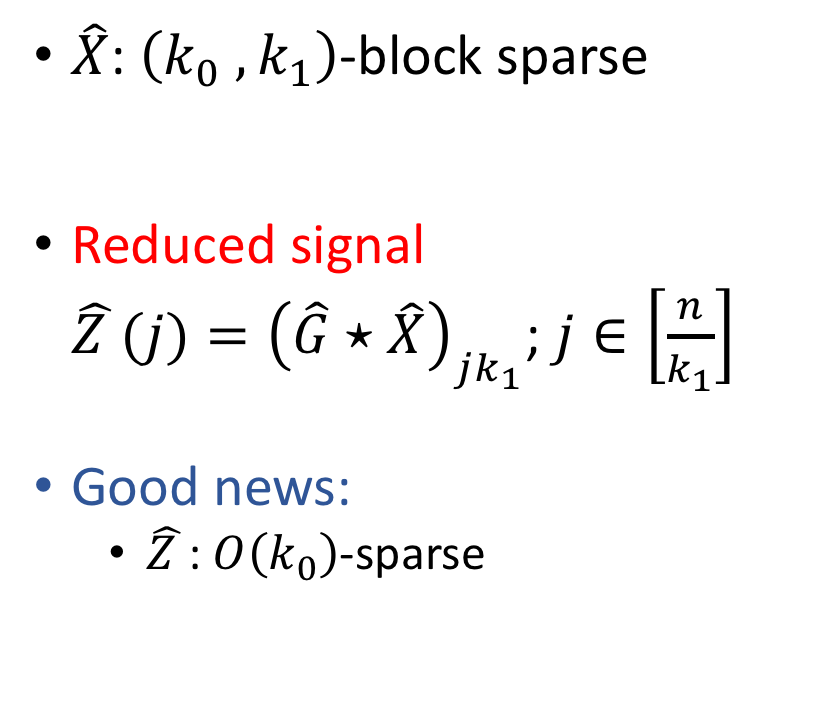 • X̂: (k₀ , k₁)-block sparse
• Reduced signal
Ẑ (j) = (Ĝ ⋆ X̂)_{jk₁} ; j ∈ [n/k₁]
• Good news:
• Ẑ : O(k₀)-sparse